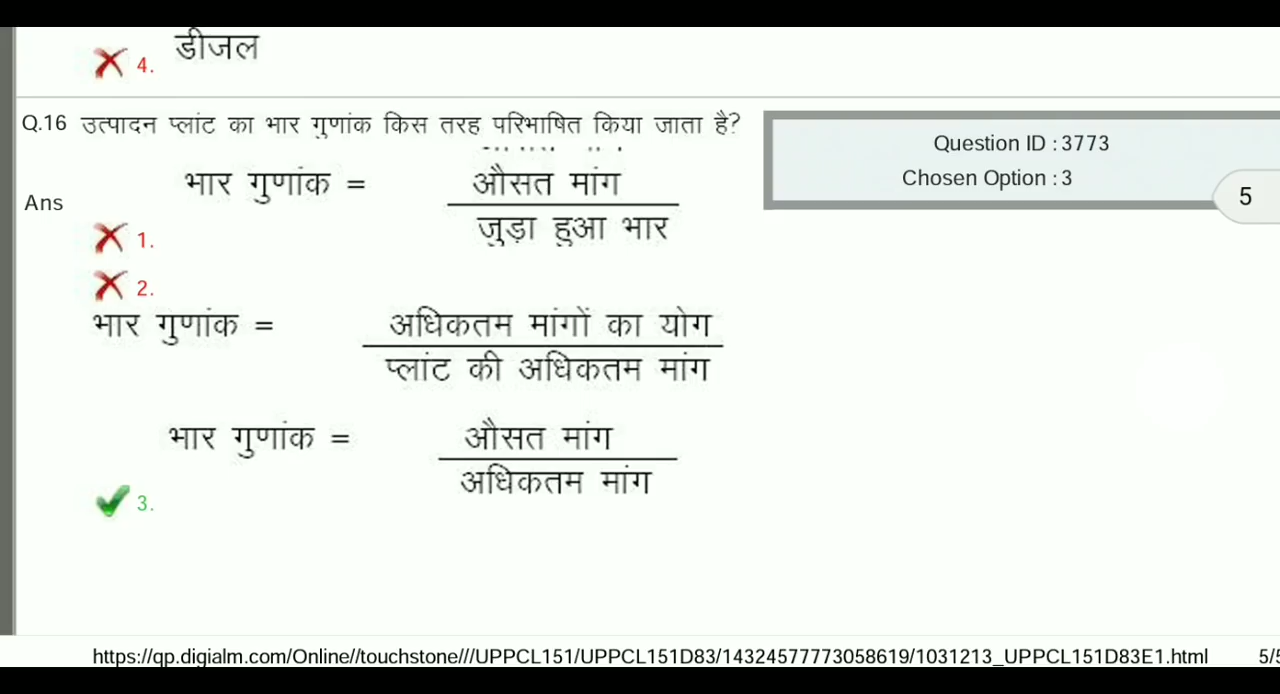 4. डीजल
Q.16 उत्पादन प्लांट का भार गुणांक किस तरह परिभाषित किया जाता है?
Question ID : 3773
Chosen Option : 3
5
Ans
भार गुणांक = औसत मांग
जुड़ा हुआ भार
1.
2.
भार गुणांक = अधिकतम मांगों का योग
प्लांट की अधिकतम मांग
भार गुणांक = औसत मांग
अधिकतम मांग
3.
https://qp.digialm.com/Online//touchstone///UPPCL151/UPPCL151D83/14324577773058619/1031213_UPPCL151D83E1.html 5/5